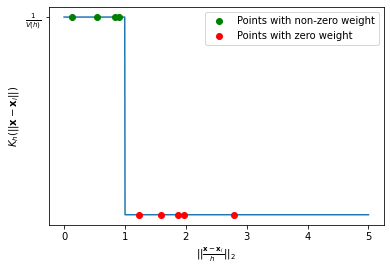 1/V(h)
Points with non-zero weight
Points with zero weight
K_h(||x − x_i||)
0 1 2 3 4 5
||(x−x_i)/h||_2